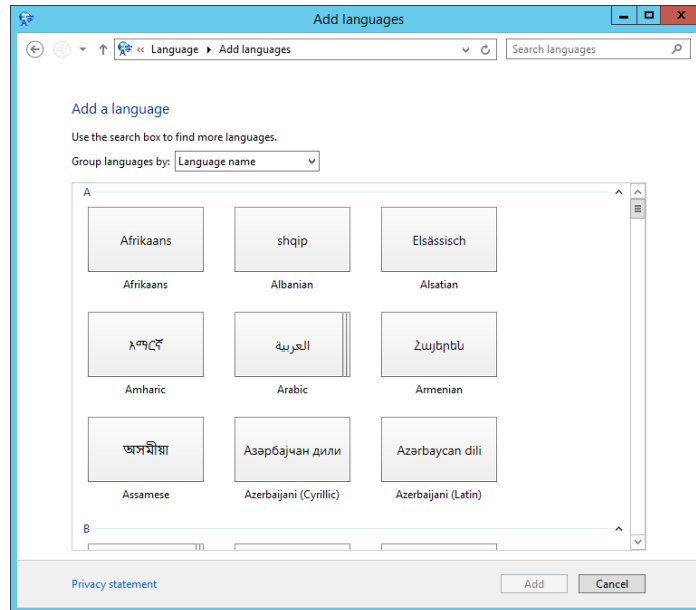 Add languages
« Language ▸ Add languages
Search languages
Add a language
Use the search box to find more languages.
Group languages by: Language name
A
Afrikaans shqip Elsässisch
Afrikaans Albanian Alsatian
አማርኛ العربية Հայերեն
Amharic Arabic Armenian
অসমীয়া Азәрбајҹан дили Azərbaycan dili
Assamese Azerbaijani (Cyrillic) Azerbaijani (Latin)
B
Privacy statement Add Cancel